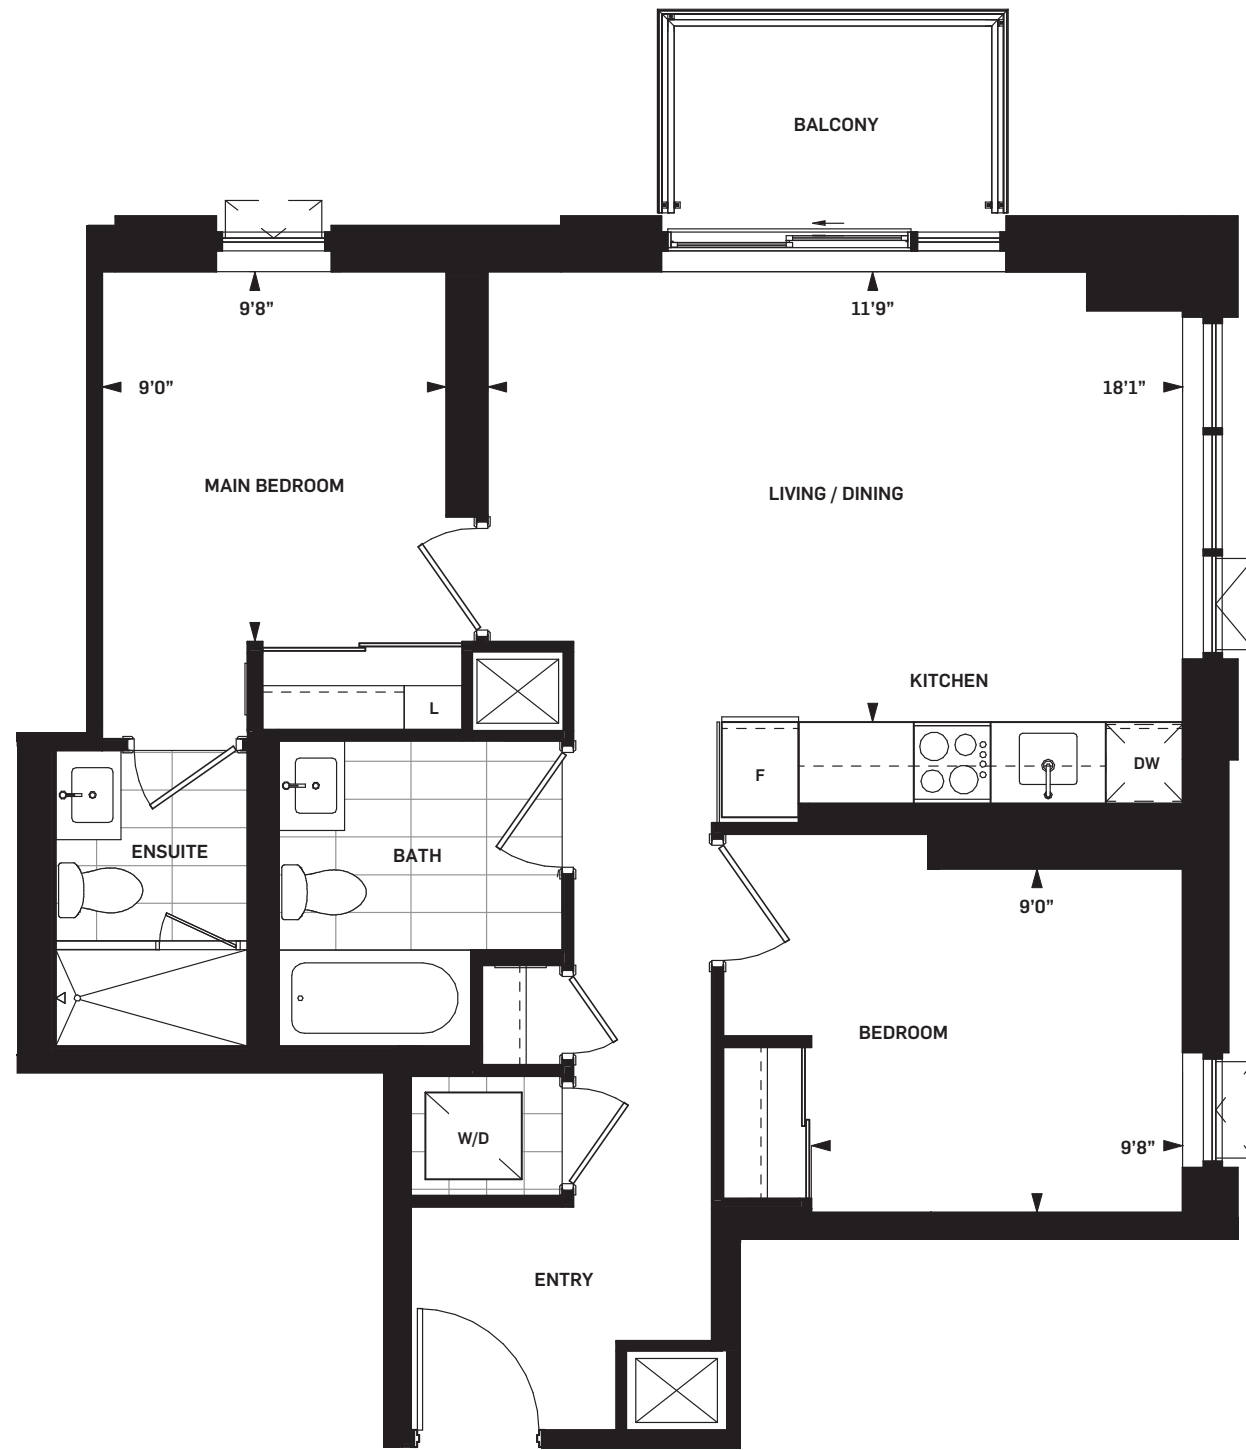 BALCONY
9'8"
11'9"
9'0"
18'1"
MAIN BEDROOM
LIVING / DINING
KITCHEN
L
F
DW
ENSUITE
BATH
9'0"
BEDROOM
W/D
9'8"
ENTRY